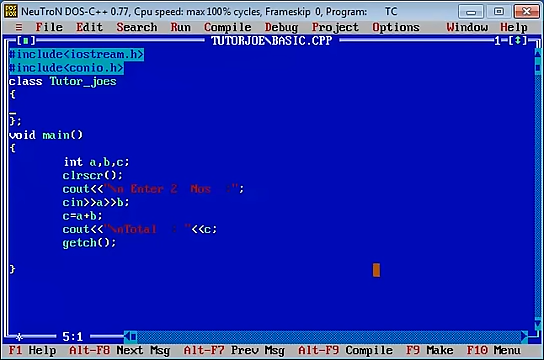 NeuTroN DOS-C++ 0.77, Cpu speed: max 100% cycles, Frameskip 0, Program: TC
≡ File Edit Search Run Compile Debug Project Options Window Help
[■] TUTORJOE\BASIC.CPP 1=[↕]
#include<iostream.h>
#include<conio.h>
class Tutor_joes
{
_
};
void main()
{
int a,b,c;
clrscr();
cout<<"\n Enter 2 Nos :";
cin>>a>>b;
c=a+b;
cout<<"\nTotal : "<<c;
getch();
}
* 5:1
F1 Help Alt-F8 Next Msg Alt-F7 Prev Msg Alt-F9 Compile F9 Make F10 Menu